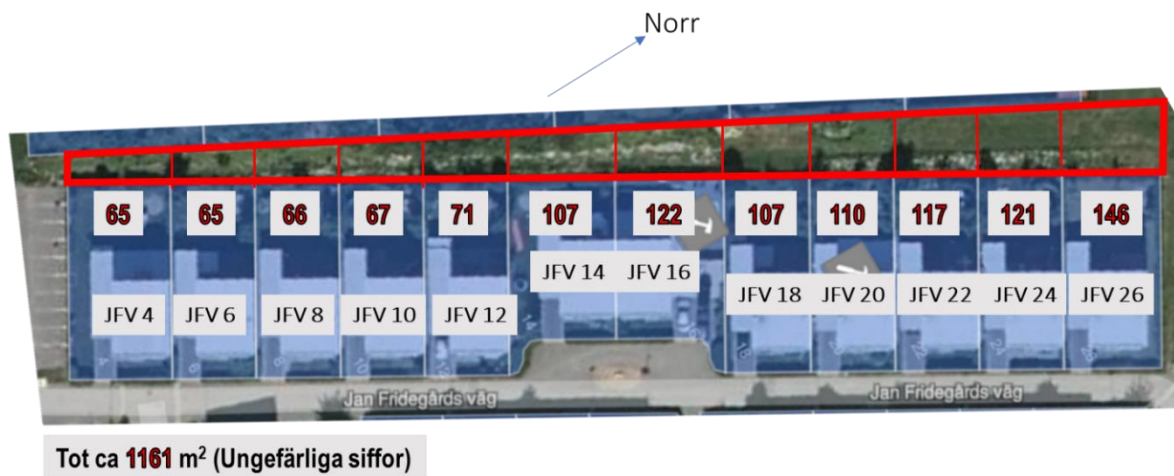 Norr
65 65 66 67 71 107 122 107 110 117 121 146
JFV 14 JFV 16
JFV 18 JFV 20 JFV 22 JFV 24 JFV 26
JFV 4 JFV 6 JFV 8 JFV 10 JFV 12
Jan Fridegårds väg Jan Fridegårds väg
Tot ca 1161 m² (Ungefärliga siffor)